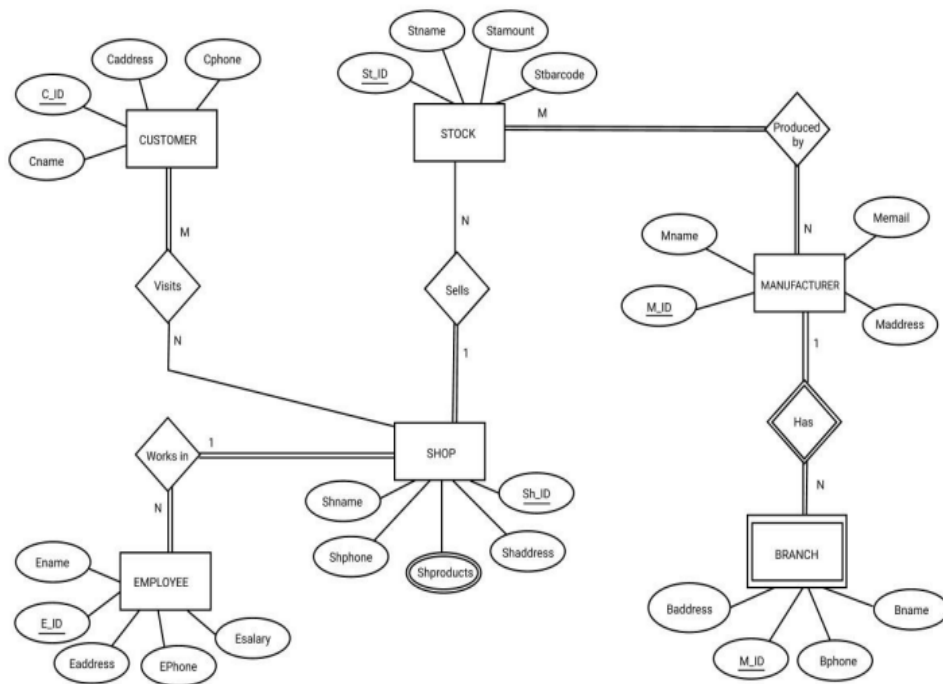 Stname
Stamount
Caddress
Cphone
St_ID
Stbarcode
C_ID
CUSTOMER
STOCK
M
Produced
by
Cname
N
Memail
M
Mname
N
Visits
Sells
MANUFACTURER
M_ID
Maddress
N
1
1
Has
Works in
1
SHOP
N
Shname
Sh_ID
N
Shphone
Shaddress
Shproducts
BRANCH
Ename
EMPLOYEE
Baddress
Bname
E_ID
Esalary
Eaddress
EPhone
M_ID
Bphone